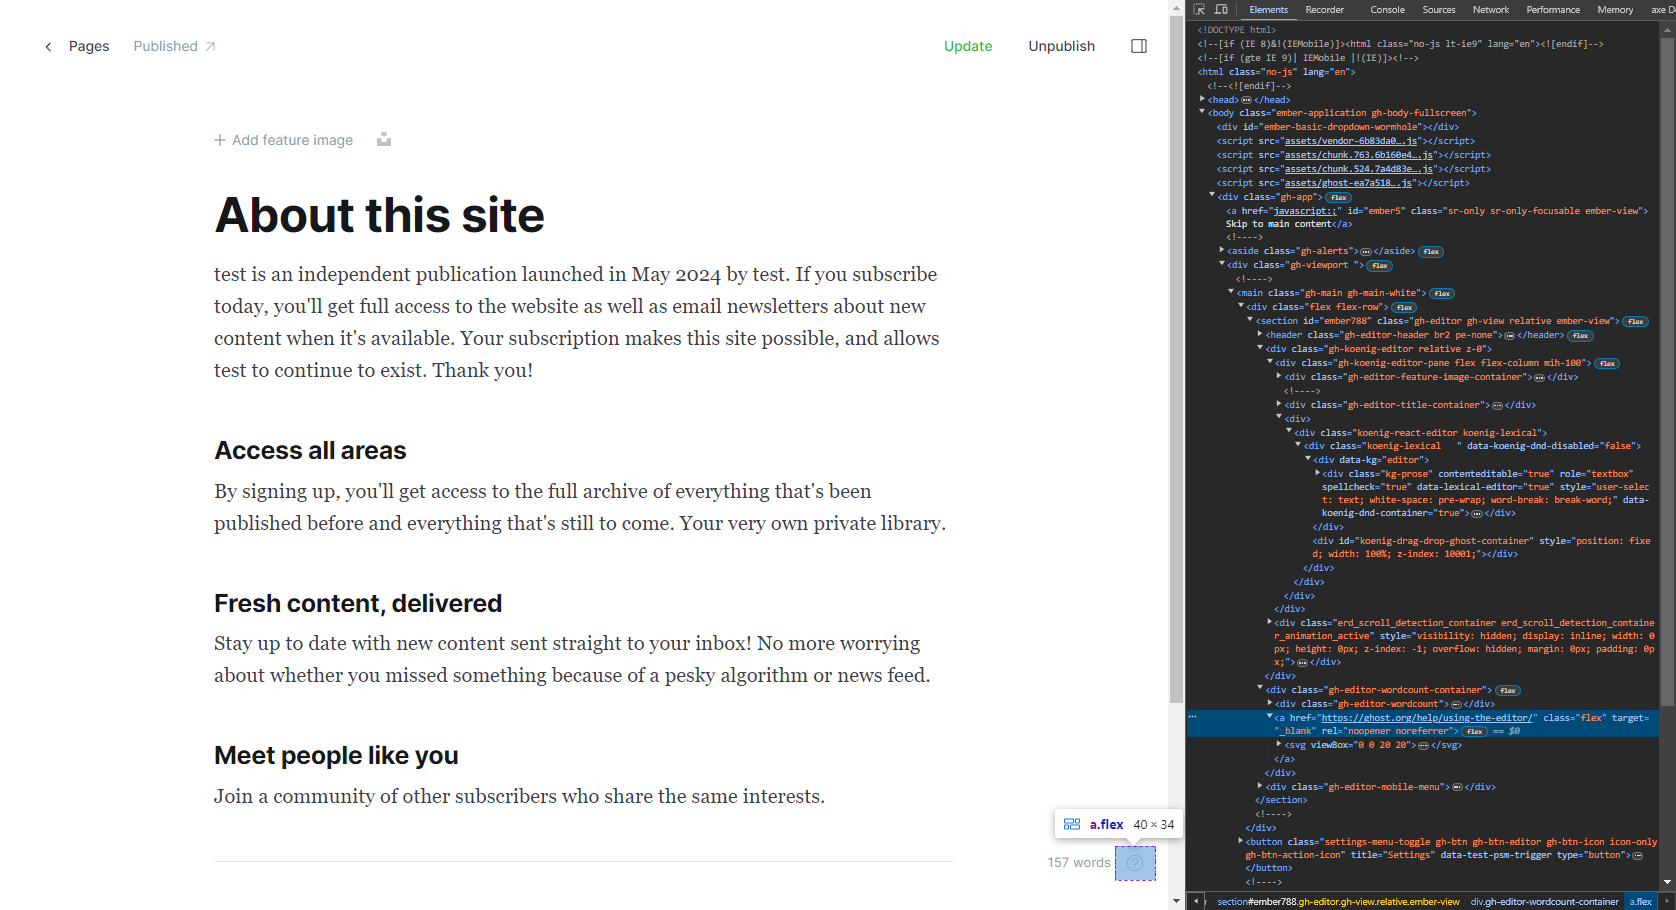 Pages Published
Update Unpublish
Add feature image
About this site
test is an independent publication launched in May 2024 by test. If you subscribe
today, you'll get full access to the website as well as email newsletters about new
content when it's available. Your subscription makes this site possible, and allows
test to continue to exist. Thank you!
Access all areas
By signing up, you'll get access to the full archive of everything that's been
published before and everything that's still to come. Your very own private library.
Fresh content, delivered
Stay up to date with new content sent straight to your inbox! No more worrying
about whether you missed something because of a pesky algorithm or news feed.
Meet people like you
Join a community of other subscribers who share the same interests.
a.flex 40 × 34
157 words
Elements Recorder Console Sources Network Performance Memory axe D
<!DOCTYPE html>
<!--[if (IE 8)&!(IEMobile)]><html class="no-js lt-ie9" lang="en"><![endif]-->
<!--[if (gte IE 9)| IEMobile |!(IE)]><!-->
<html class="no-js" lang="en">
<!--<![endif]-->
<head>…</head>
<body class="ember-application gh-body-fullscreen">
<div id="ember-basic-dropdown-wormhole"></div>
<script src="assets/vendor-6b83da0….js"></script>
<script src="assets/chunk.763.6b160e4….js"></script>
<script src="assets/chunk.524.7a4d83e….js"></script>
<script src="assets/ghost-ea7a518….js"></script>
<div class="gh-app"> flex
<a href="javascript:;" id="ember5" class="sr-only sr-only-focusable ember-view">
Skip to main content</a>
<!---->
<aside class="gh-alerts">…</aside> flex
<div class="gh-viewport "> flex
<!---->
<main class="gh-main gh-main-white"> flex
<div class="flex flex-row"> flex
<section id="ember788" class="gh-editor gh-view relative ember-view"> flex
<header class="gh-editor-header br2 pe-none">…</header> flex
<div class="gh-koenig-editor relative z-0">
<div class="gh-koenig-editor-pane flex flex-column mih-100"> flex
<div class="gh-editor-feature-image-container">…</div>
<!---->
<div class="gh-editor-title-container">…</div>
<div>
<div class="koenig-react-editor koenig-lexical">
<div class="koenig-lexical   " data-koenig-dnd-disabled="false">
<div data-kg="editor">
<div class="kg-prose" contenteditable="true" role="textbox"
spellcheck="true" data-lexical-editor="true" style="user-selec
t: text; white-space: pre-wrap; word-break: break-word;" data-
koenig-dnd-container="true">…</div>
</div>
<div id="koenig-drag-drop-ghost-container" style="position: fixe
d; width: 100%; z-index: 10001;"></div>
</div>
</div>
</div>
</div>
<div class="erd_scroll_detection_container erd_scroll_detection_containe
r_animation_active" style="visibility: hidden; display: inline; width: 0
px; height: 0px; z-index: -1; overflow: hidden; margin: 0px; padding: 0p
x;">…</div>
</div>
<div class="gh-editor-wordcount-container"> flex
<div class="gh-editor-wordcount">…</div>
<a href="https://ghost.org/help/using-the-editor/" class="flex" target=
"_blank" rel="noopener noreferrer"> flex == $0
<svg viewBox="0 0 20 20">…</svg>
</a>
</div>
<div class="gh-editor-mobile-menu">…</div>
</section>
<!---->
</div>
<button class="settings-menu-toggle gh-btn gh-btn-editor gh-btn-icon icon-only
gh-btn-action-icon" title="Settings" data-test-psm-trigger type="button">…
</button>
<!---->
section#ember788.gh-editor.gh-view.relative.ember-view div.gh-editor-wordcount-container a.flex